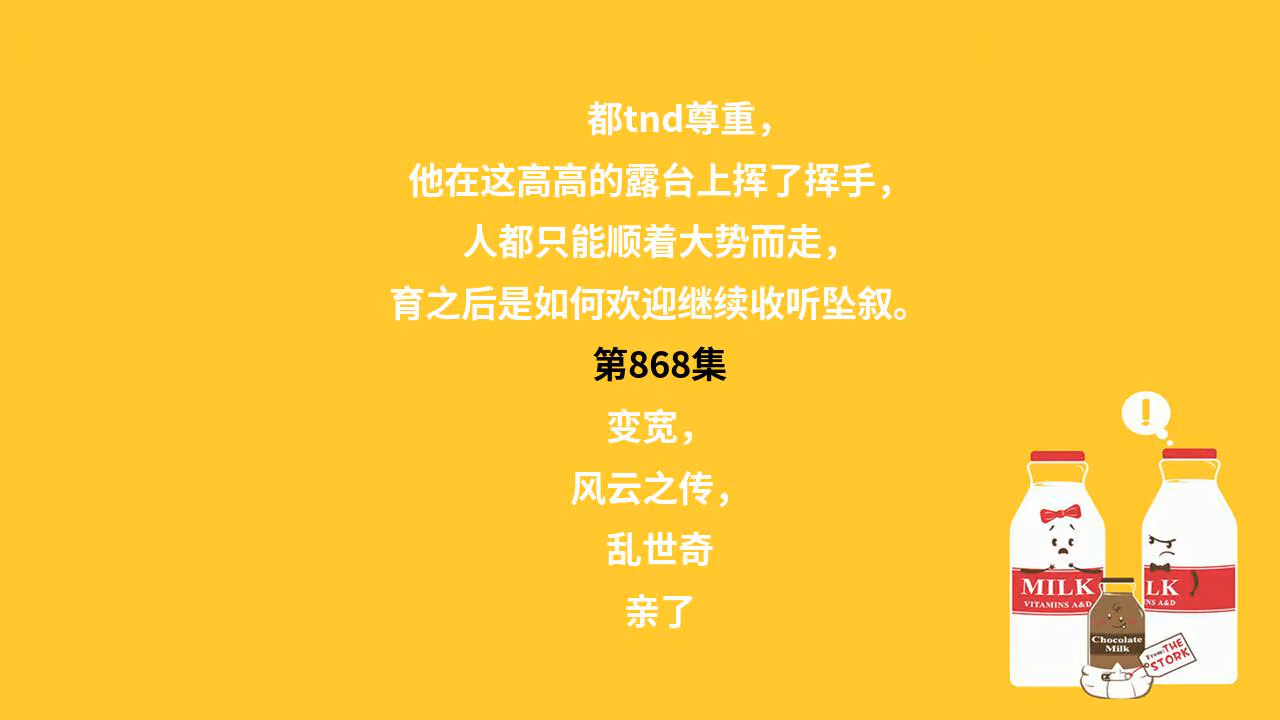 都tnd尊重，
他在这高高的露台上挥了挥手，
人都只能顺着大势而走，
育之后是如何欢迎继续收听坠叙。
第868集
变宽，
风云之传，
乱世奇
亲了
!
MILK
VITAMINS A&D
LK
NS A&D
Chocolate
Milk
From: THE
STORK